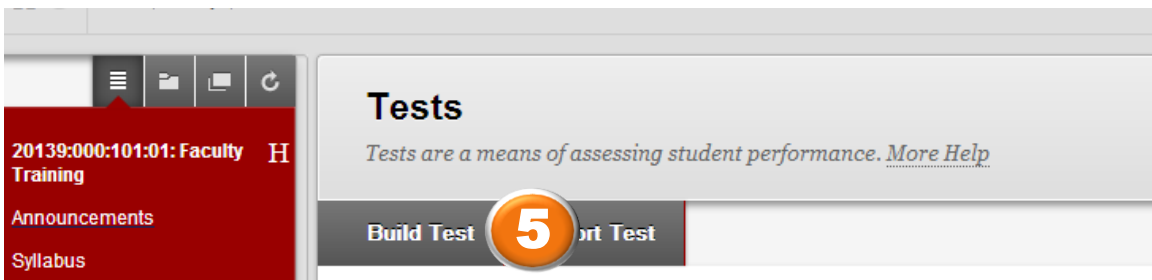 20139:000:101:01: Faculty
Training
H
Announcements
Syllabus
Tests
Tests are a means of assessing student performance. More Help
Build Test
5
Test